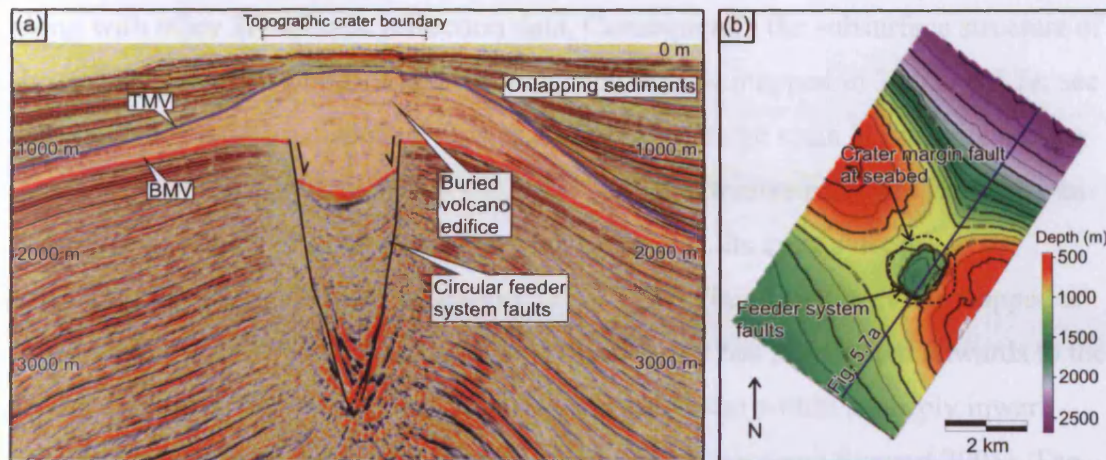 (a)
Topographic crater boundary
0 m
Onlapping sediments
TMV
1000 m
1000 m
BMV
Buried
volcano
edifice
2000 m
2000 m
Circular feeder
system faults
3000 m
3000 m
(b)
Crater margin fault
at seabed
Depth (m)
500
1000
1500
2000
2500
Feeder system
faults
Fig. 5.7a
N
2 km